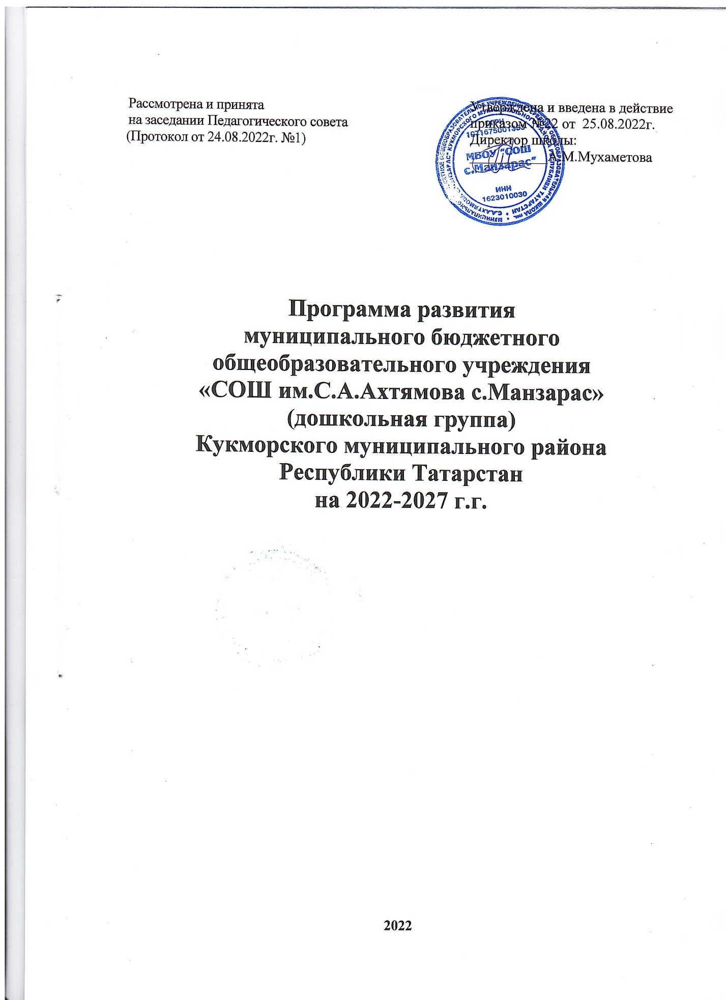 Рассмотрена и принята
на заседании Педагогического совета
(Протокол от 24.08.2022г. №1)
Утверждена и введена в действие
приказом №22 от 25.08.2022г.
Директор школы:
А.М.Мухаметова
ОГРН
МБОУ "СОШ
с.Манзарас"
ИНН
1623010030
Программа развития
муниципального бюджетного
общеобразовательного учреждения
«СОШ им.С.А.Ахтямова с.Манзарас»
(дошкольная группа)
Кукморского муниципального района
Республики Татарстан
на 2022-2027 г.г.
2022